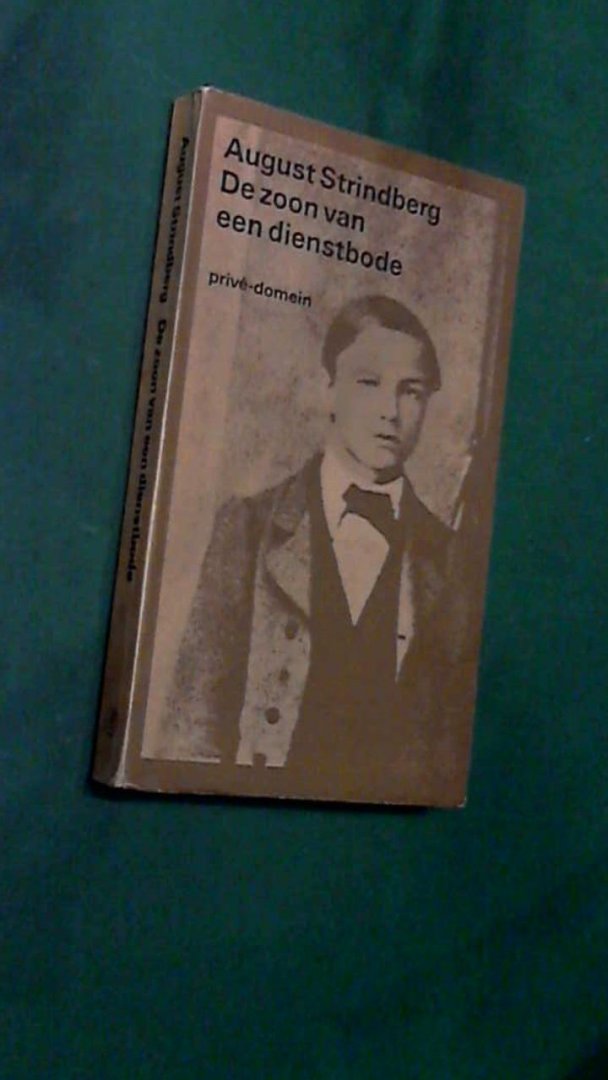 August Strindberg
De zoon van
een dienstbode
privé-domein
August Strindberg De zoon van een dienstbode